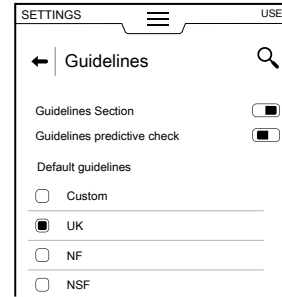 SETTINGS USE
Guidelines
Guidelines Section
Guidelines predictive check
Default guidelines
Custom
UK
NF
NSF